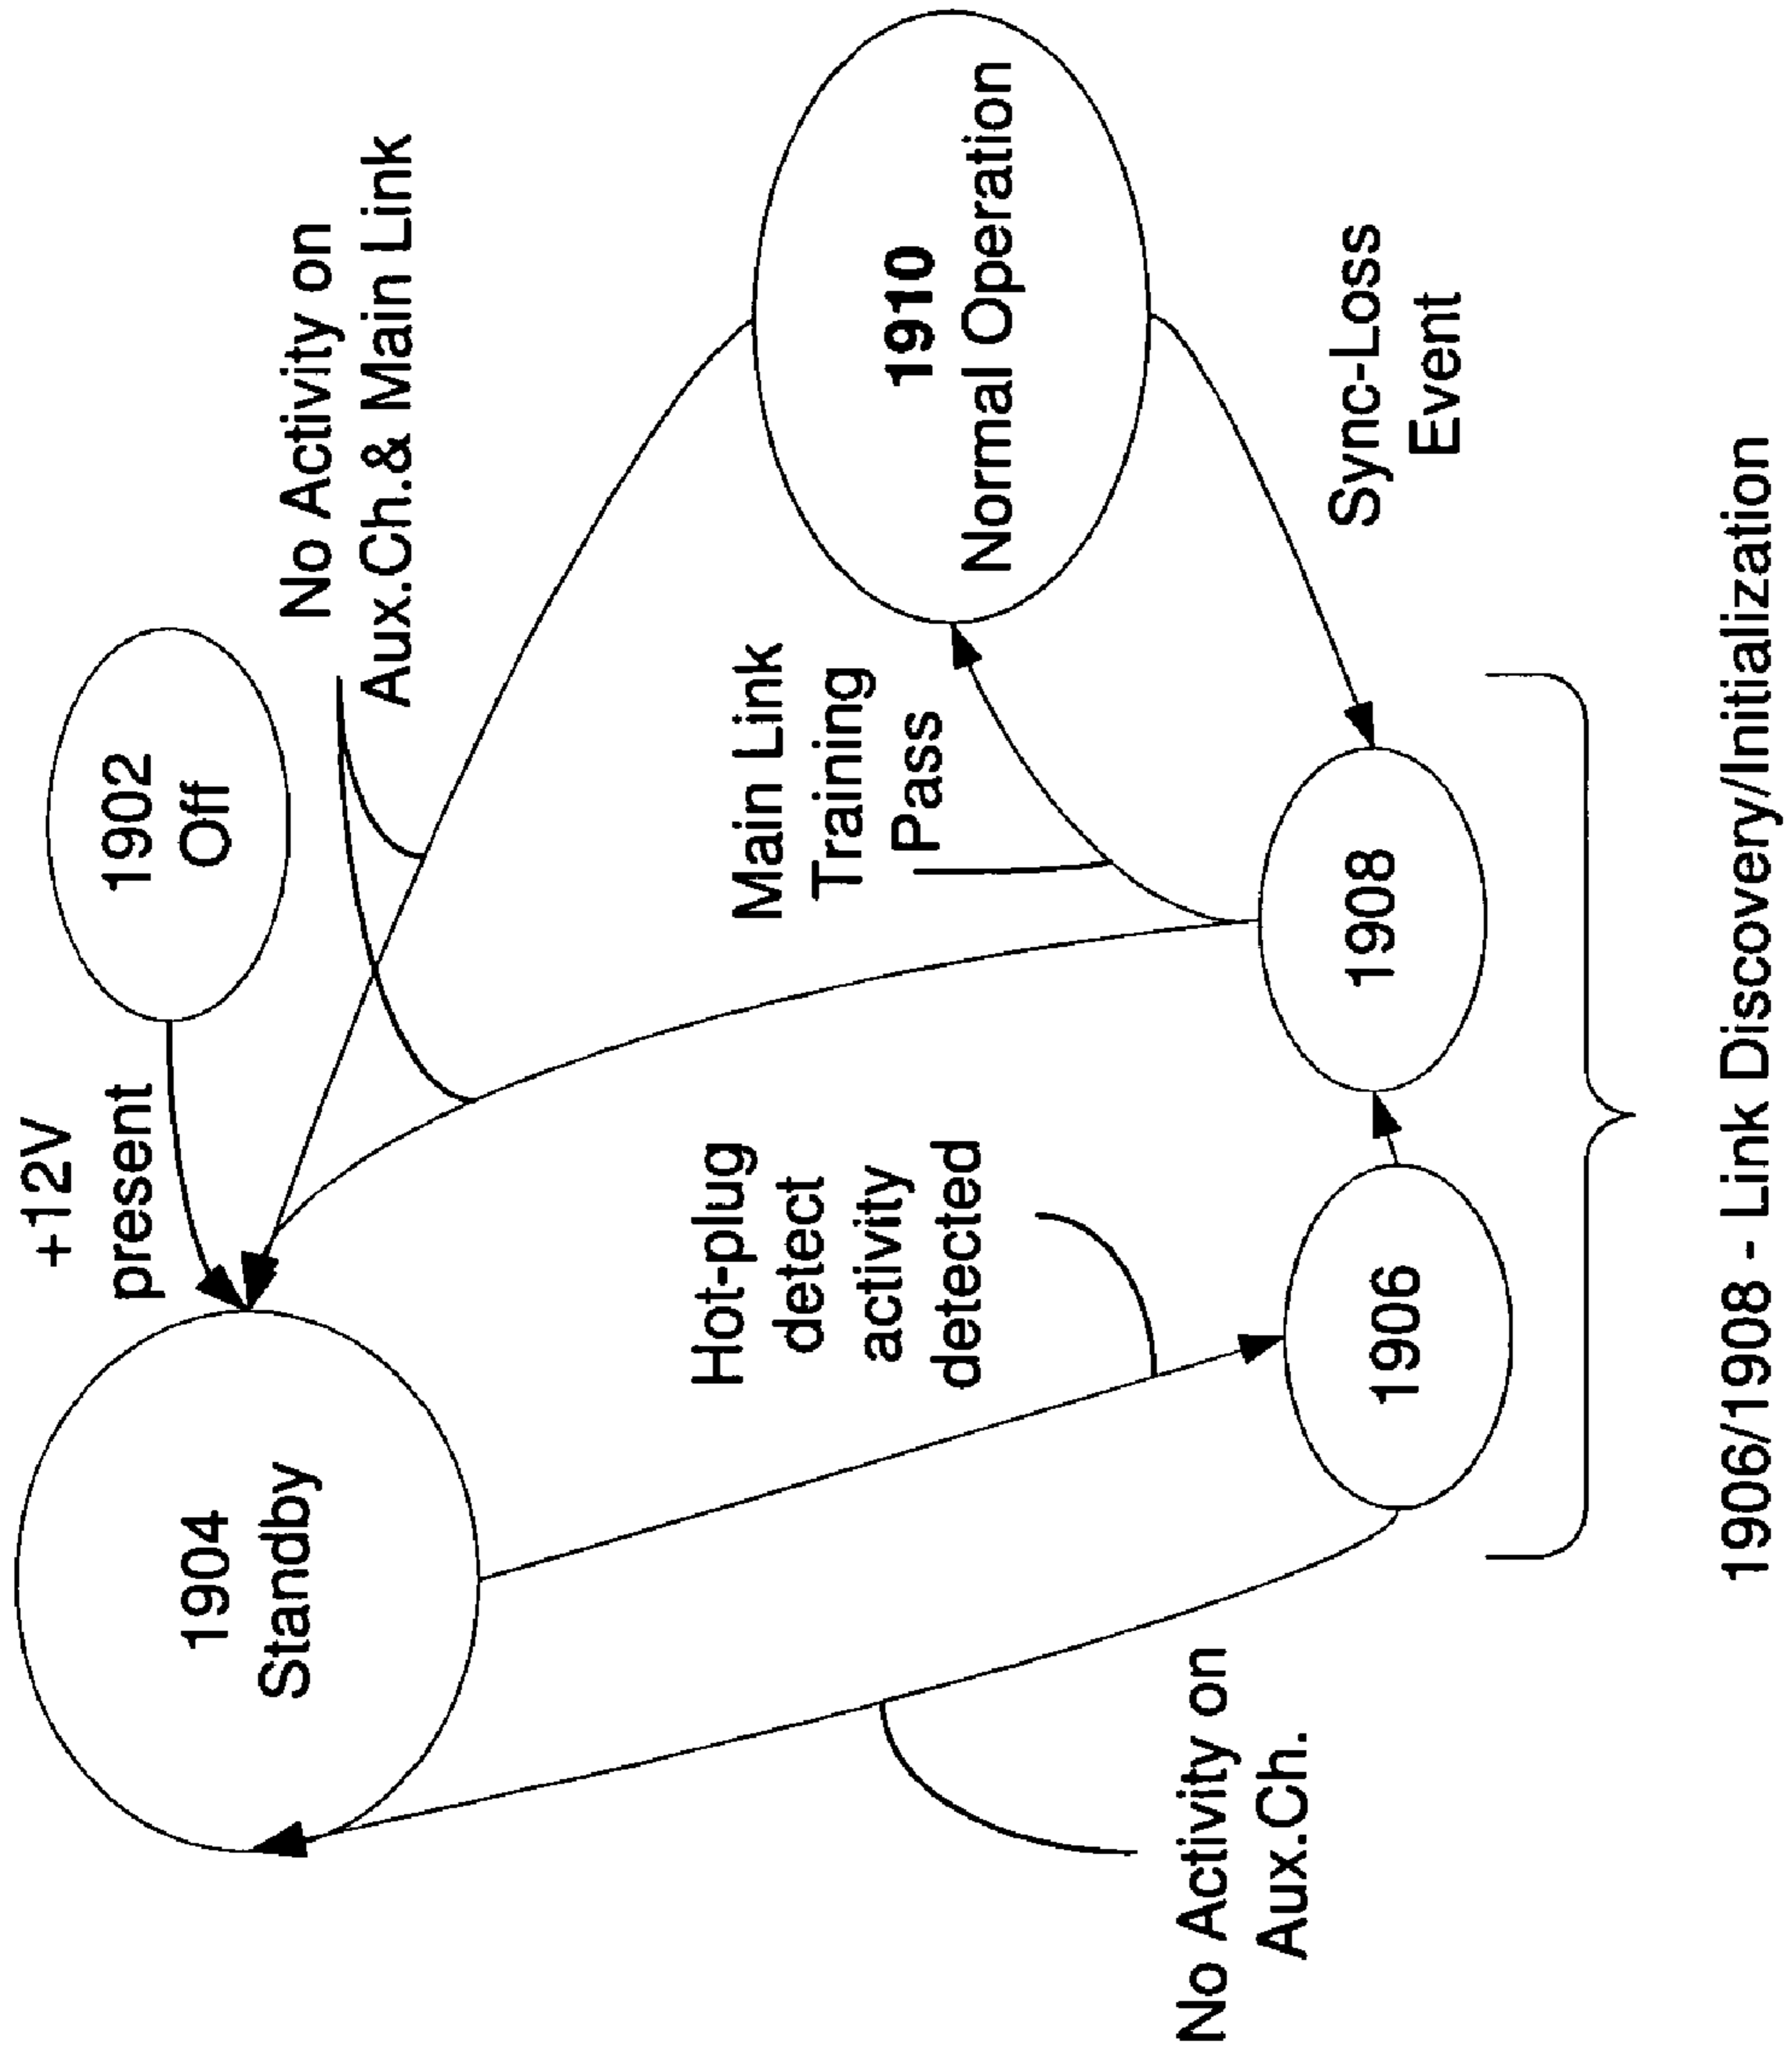 +12V
present
1902
Off
No Activity on
Aux.Ch.& Main Link
1904
Standby
Hot-plug
detect
activity
detected
Main Link
Training
Pass
1910
Normal Operation
No Activity on
Aux.Ch.
1906
1908
Sync-Loss
Event
1906/1908 - Link Discovery/Initialization